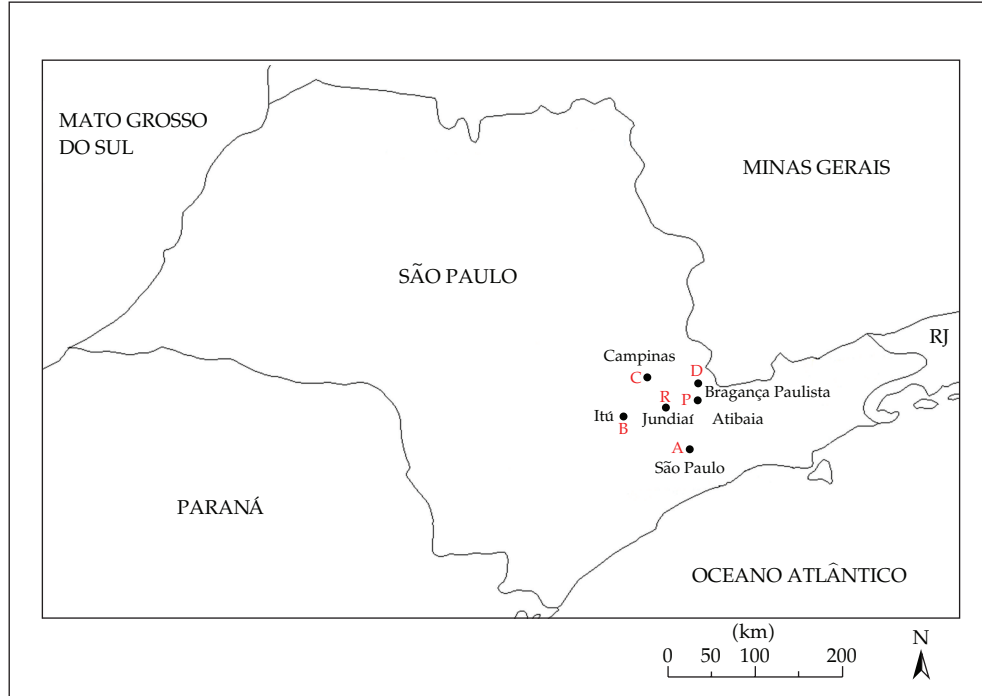 MATO GROSSO
DO SUL
MINAS GERAIS
SÃO PAULO
RJ
Campinas
C
D
Bragança Paulista
P
R
Itú
Jundiaí
Atibaia
B
A
São Paulo
PARANÁ
OCEANO ATLÂNTICO
(km)
0 50 100 200
N